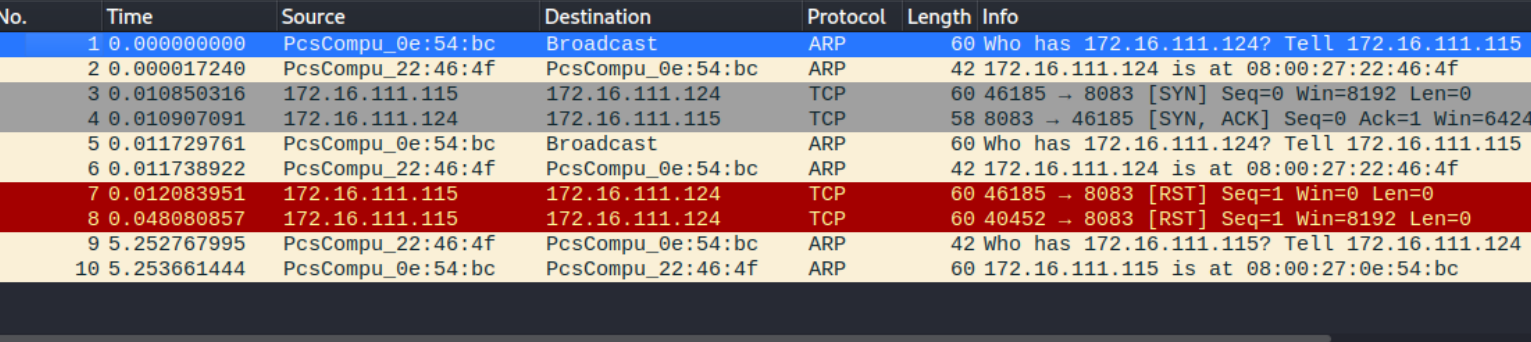 No. Time Source Destination Protocol Length Info
1 0.000000000 PcsCompu_0e:54:bc Broadcast ARP 60 Who has 172.16.111.124? Tell 172.16.111.115
2 0.000017240 PcsCompu_22:46:4f PcsCompu_0e:54:bc ARP 42 172.16.111.124 is at 08:00:27:22:46:4f
3 0.010850316 172.16.111.115 172.16.111.124 TCP 60 46185 → 8083 [SYN] Seq=0 Win=8192 Len=0
4 0.010907091 172.16.111.124 172.16.111.115 TCP 58 8083 → 46185 [SYN, ACK] Seq=0 Ack=1 Win=6424
5 0.011729761 PcsCompu_0e:54:bc Broadcast ARP 60 Who has 172.16.111.124? Tell 172.16.111.115
6 0.011738922 PcsCompu_22:46:4f PcsCompu_0e:54:bc ARP 42 172.16.111.124 is at 08:00:27:22:46:4f
7 0.012083951 172.16.111.115 172.16.111.124 TCP 60 46185 → 8083 [RST] Seq=1 Win=0 Len=0
8 0.048080857 172.16.111.115 172.16.111.124 TCP 60 40452 → 8083 [RST] Seq=1 Win=8192 Len=0
9 5.252767995 PcsCompu_22:46:4f PcsCompu_0e:54:bc ARP 42 Who has 172.16.111.115? Tell 172.16.111.124
10 5.253661444 PcsCompu_0e:54:bc PcsCompu_22:46:4f ARP 60 172.16.111.115 is at 08:00:27:0e:54:bc